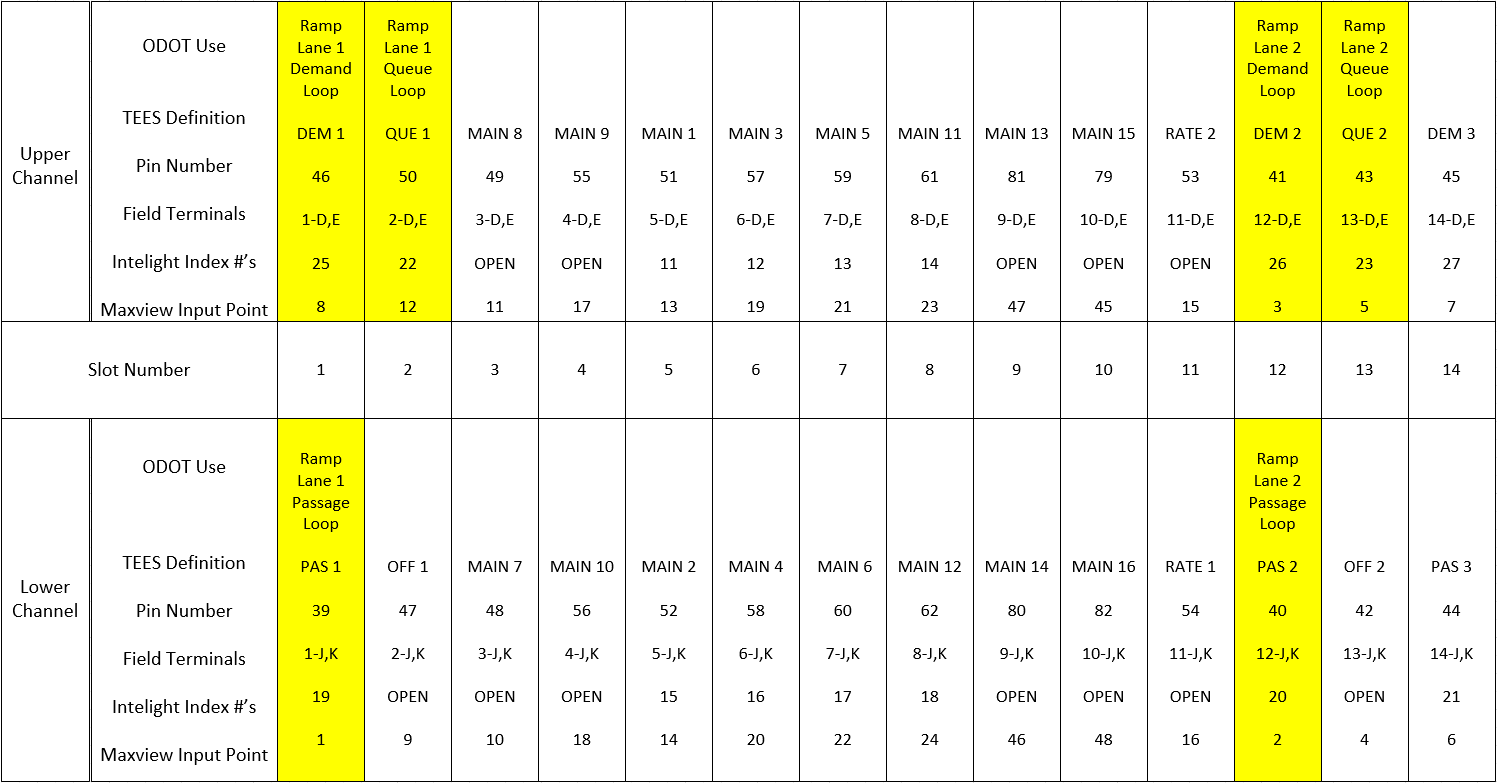 Upper Channel
ODOT Use
Ramp Lane 1 Demand Loop
Ramp Lane 1 Queue Loop
Ramp Lane 2 Demand Loop
Ramp Lane 2 Queue Loop
TEES Definition DEM 1 QUE 1 MAIN 8 MAIN 9 MAIN 1 MAIN 3 MAIN 5 MAIN 11 MAIN 13 MAIN 15 RATE 2 DEM 2 QUE 2 DEM 3
Pin Number 46 50 49 55 51 57 59 61 81 79 53 41 43 45
Field Terminals 1-D,E 2-D,E 3-D,E 4-D,E 5-D,E 6-D,E 7-D,E 8-D,E 9-D,E 10-D,E 11-D,E 12-D,E 13-D,E 14-D,E
Intelight Index #’s 25 22 OPEN OPEN 11 12 13 14 OPEN OPEN OPEN 26 23 27
Maxview Input Point 8 12 11 17 13 19 21 23 47 45 15 3 5 7
Slot Number 1 2 3 4 5 6 7 8 9 10 11 12 13 14
Lower Channel
ODOT Use
Ramp Lane 1 Passage Loop
Ramp Lane 2 Passage Loop
TEES Definition PAS 1 OFF 1 MAIN 7 MAIN 10 MAIN 2 MAIN 4 MAIN 6 MAIN 12 MAIN 14 MAIN 16 RATE 1 PAS 2 OFF 2 PAS 3
Pin Number 39 47 48 56 52 58 60 62 80 82 54 40 42 44
Field Terminals 1-J,K 2-J,K 3-J,K 4-J,K 5-J,K 6-J,K 7-J,K 8-J,K 9-J,K 10-J,K 11-J,K 12-J,K 13-J,K 14-J,K
Intelight Index #’s 19 OPEN OPEN OPEN 15 16 17 18 OPEN OPEN OPEN 20 OPEN 21
Maxview Input Point 1 9 10 18 14 20 22 24 46 48 16 2 4 6